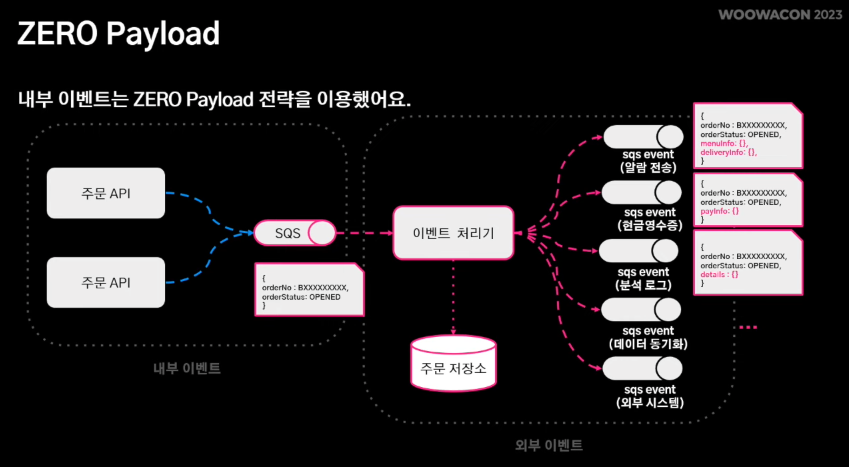 WOOWACON 2023
ZERO Payload
내부 이벤트는 ZERO Payload 전략을 이용했어요.
주문 API
주문 API
SQS
{
orderNo : BXXXXXXXXX,
orderStatus: OPENED
}
내부 이벤트
이벤트 처리기
주문 저장소
sqs event
(알람 전송)
{
orderNo : BXXXXXXXXX,
orderStatus: OPENED,
menuInfo: {},
deliveryInfo: {},
}
sqs event
(현금영수증)
{
orderNo : BXXXXXXXXX,
orderStatus: OPENED,
payInfo: {}
}
sqs event
(분석 로그)
{
orderNo : BXXXXXXXXX,
orderStatus: OPENED,
details : {}
}
sqs event
(데이터 동기화)
...
sqs event
(외부 시스템)
외부 이벤트